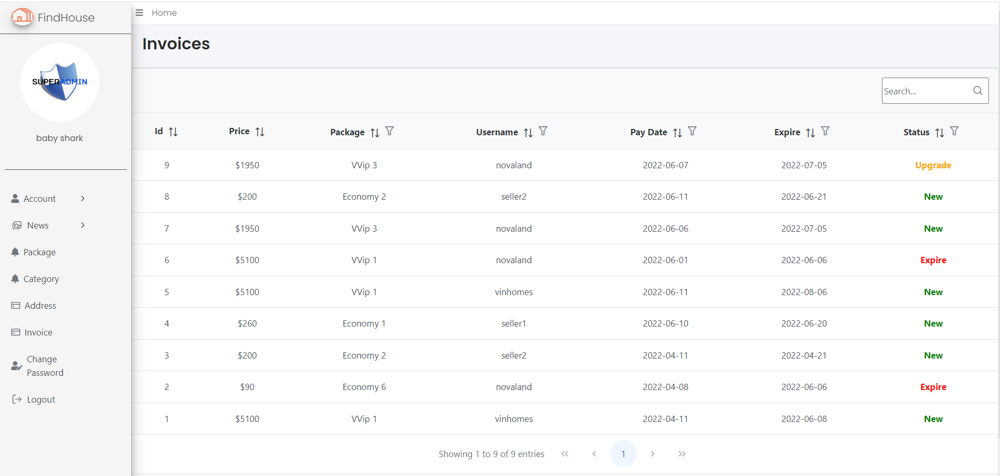 FindHouse
Home
Invoices
SUPERADMIN
baby shark
Account
News
Package
Category
Address
Invoice
Change
Password
Logout
Search...
Id Price Package Username Pay Date Expire Status
9 $1950 VVip 3 novaland 2022-06-07 2022-07-05 Upgrade
8 $200 Economy 2 seller2 2022-06-11 2022-06-21 New
7 $1950 VVip 3 novaland 2022-06-06 2022-07-05 New
6 $5100 VVip 1 novaland 2022-06-01 2022-06-06 Expire
5 $5100 VVip 1 vinhomes 2022-06-11 2022-08-06 New
4 $260 Economy 1 seller1 2022-06-10 2022-06-20 New
3 $200 Economy 2 seller2 2022-04-11 2022-04-21 New
2 $90 Economy 6 novaland 2022-04-08 2022-06-06 Expire
1 $5100 VVip 1 vinhomes 2022-04-11 2022-06-08 New
Showing 1 to 9 of 9 entries 1